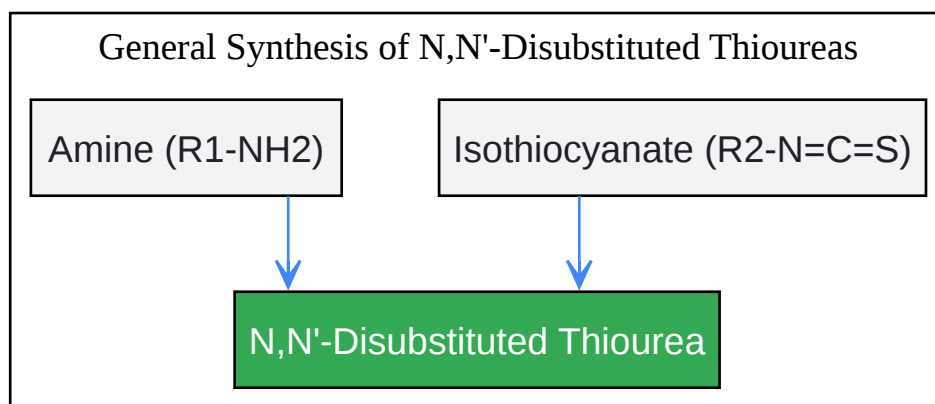 General Synthesis of N,N'-Disubstituted Thioureas
Amine (R1-NH2)
Isothiocyanate (R2-N=C=S)
N,N'-Disubstituted Thiourea